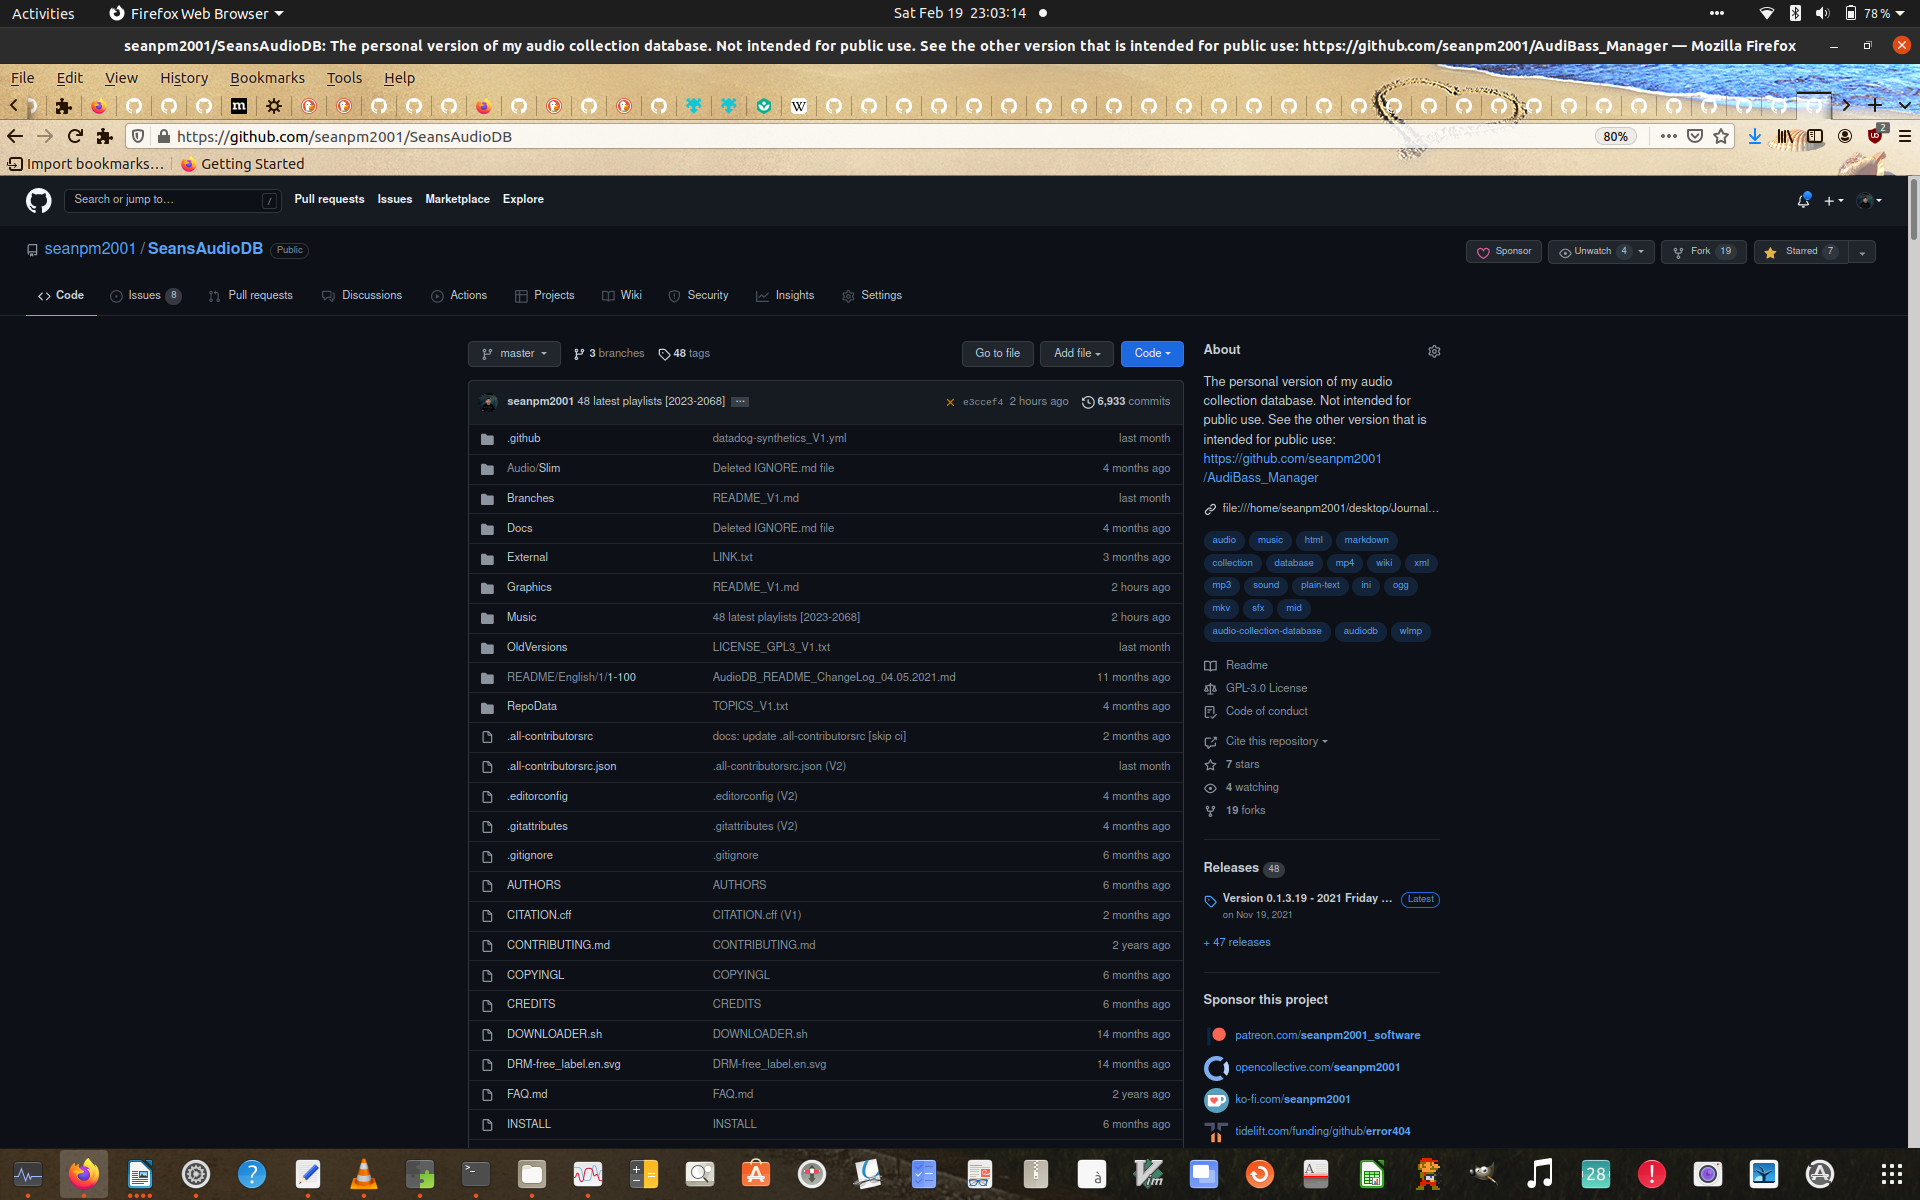 Activities
Firefox Web Browser
Sat Feb 19 23:03:14
78 %
seanpm2001/SeansAudioDB: The personal version of my audio collection database. Not intended for public use. See the other version that is intended for public use: https://github.com/seanpm2001/AudiBass_Manager — Mozilla Firefox
File Edit View History Bookmarks Tools Help
https://github.com/seanpm2001/SeansAudioDB
80%
2
Import bookmarks…
Getting Started
Search or jump to…
/
Pull requests Issues Marketplace Explore
seanpm2001 / SeansAudioDB Public
Sponsor
Unwatch 4
Fork 19
Starred 7
Code
Issues 8
Pull requests
Discussions
Actions
Projects
Wiki
Security
Insights
Settings
master
3 branches
48 tags
Go to file
Add file
Code
seanpm2001 48 latest playlists [2023-2068] e3ccef4 2 hours ago 6,933 commits
.github datadog-synthetics_V1.yml last month
Audio/Slim Deleted IGNORE.md file 4 months ago
Branches README_V1.md last month
Docs Deleted IGNORE.md file 4 months ago
External LINK.txt 3 months ago
Graphics README_V1.md 2 hours ago
Music 48 latest playlists [2023-2068] 2 hours ago
OldVersions LICENSE_GPL3_V1.txt last month
README/English/1/1-100 AudioDB_README_ChangeLog_04.05.2021.md 11 months ago
RepoData TOPICS_V1.txt 4 months ago
.all-contributorsrc docs: update .all-contributorsrc [skip ci] 2 months ago
.all-contributorsrc.json .all-contributorsrc.json (V2) last month
.editorconfig .editorconfig (V2) 4 months ago
.gitattributes .gitattributes (V2) 4 months ago
.gitignore .gitignore 6 months ago
AUTHORS AUTHORS 6 months ago
CITATION.cff CITATION.cff (V1) 2 months ago
CONTRIBUTING.md CONTRIBUTING.md 2 years ago
COPYINGL COPYINGL 6 months ago
CREDITS CREDITS 6 months ago
DOWNLOADER.sh DOWNLOADER.sh 14 months ago
DRM-free_label.en.svg DRM-free_label.en.svg 14 months ago
FAQ.md FAQ.md 2 years ago
INSTALL INSTALL 6 months ago
About
The personal version of my audio
collection database. Not intended for
public use. See the other version that is
intended for public use:
https://github.com/seanpm2001
/AudiBass_Manager
file:///home/seanpm2001/desktop/Journal…
audio music html markdown
collection database mp4 wiki xml
mp3 sound plain-text ini ogg
mkv sfx mid
audio-collection-database audiodb wlmp
Readme
GPL-3.0 License
Code of conduct
Cite this repository
7 stars
4 watching
19 forks
Releases 48
Version 0.1.3.19 - 2021 Friday … Latest
on Nov 19, 2021
+ 47 releases
Sponsor this project
patreon.com/seanpm2001_software
opencollective.com/seanpm2001
ko-fi.com/seanpm2001
tidelift.com/funding/github/error404
28